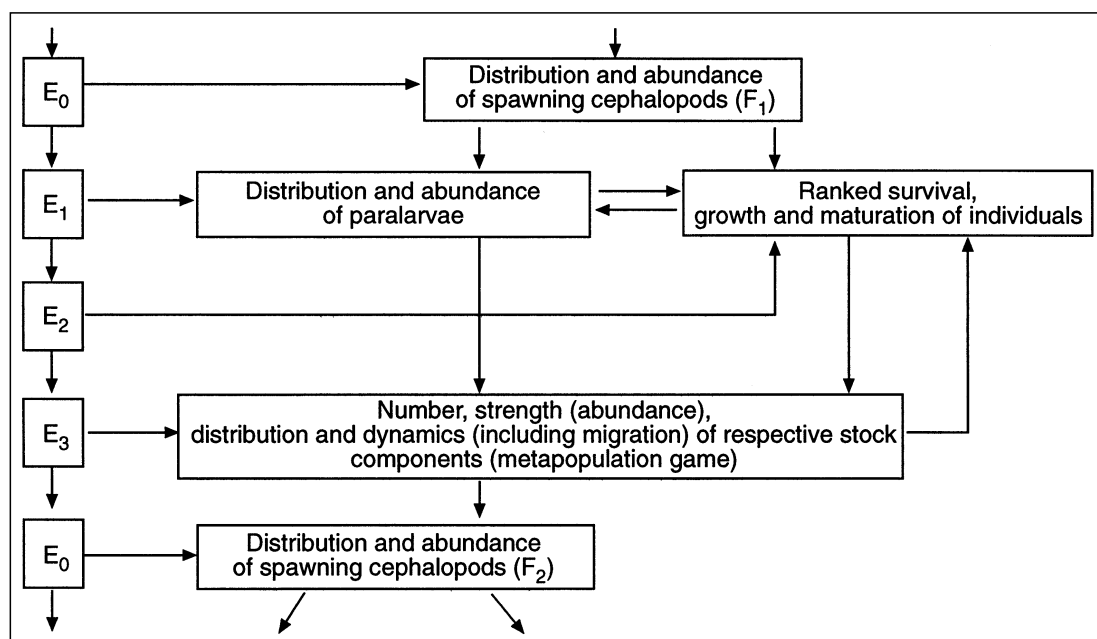 E₀
Distribution and abundance
of spawning cephalopods (F₁)
E₁
Distribution and abundance
of paralarvae
Ranked survival,
growth and maturation of individuals
E₂
E₃
Number, strength (abundance),
distribution and dynamics (including migration) of respective stock
components (metapopulation game)
E₀
Distribution and abundance
of spawning cephalopods (F₂)